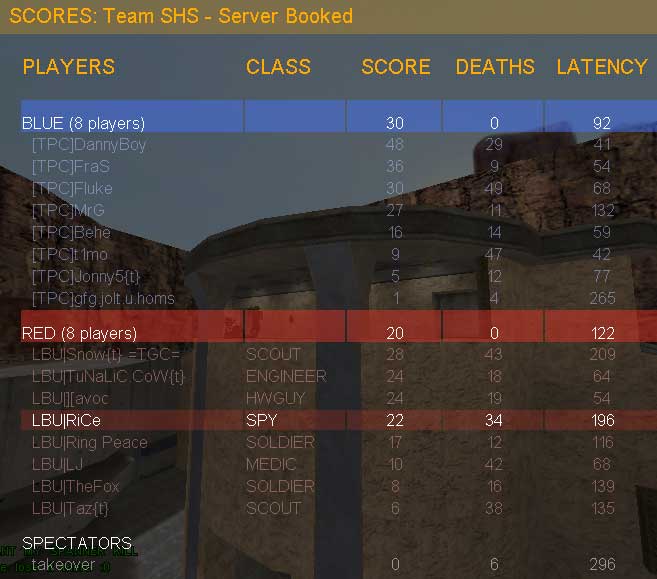 SCORES: Team SHS - Server Booked
PLAYERS CLASS SCORE DEATHS LATENCY
BLUE (8 players) 30 0 92
[TPC]DannyBoy 48 29 41
[TPC]FraS 36 9 54
[TPC]Fluke 30 49 68
[TPC]MrG 27 11 132
[TPC]Behe 16 14 59
[TPC]t1mo 9 47 42
[TPC]Jonny5{t} 5 12 77
[TPC]gfg.jolt.u.homs 1 4 265
RED (8 players) 20 0 122
LBU|Snow{t} =TGC= SCOUT 28 43 209
LBU|TuNaLiC.CoW{t} ENGINEER 24 18 64
LBU|][avoc HWGUY 24 19 54
LBU|RiCe SPY 22 34 196
LBU|Ring Peace SOLDIER 17 12 116
LBU|LJ MEDIC 10 42 68
LBU|TheFox SOLDIER 8 16 139
LBU|Taz{t} SCOUT 6 38 135
SPECTATORS
takeover 0 6 296